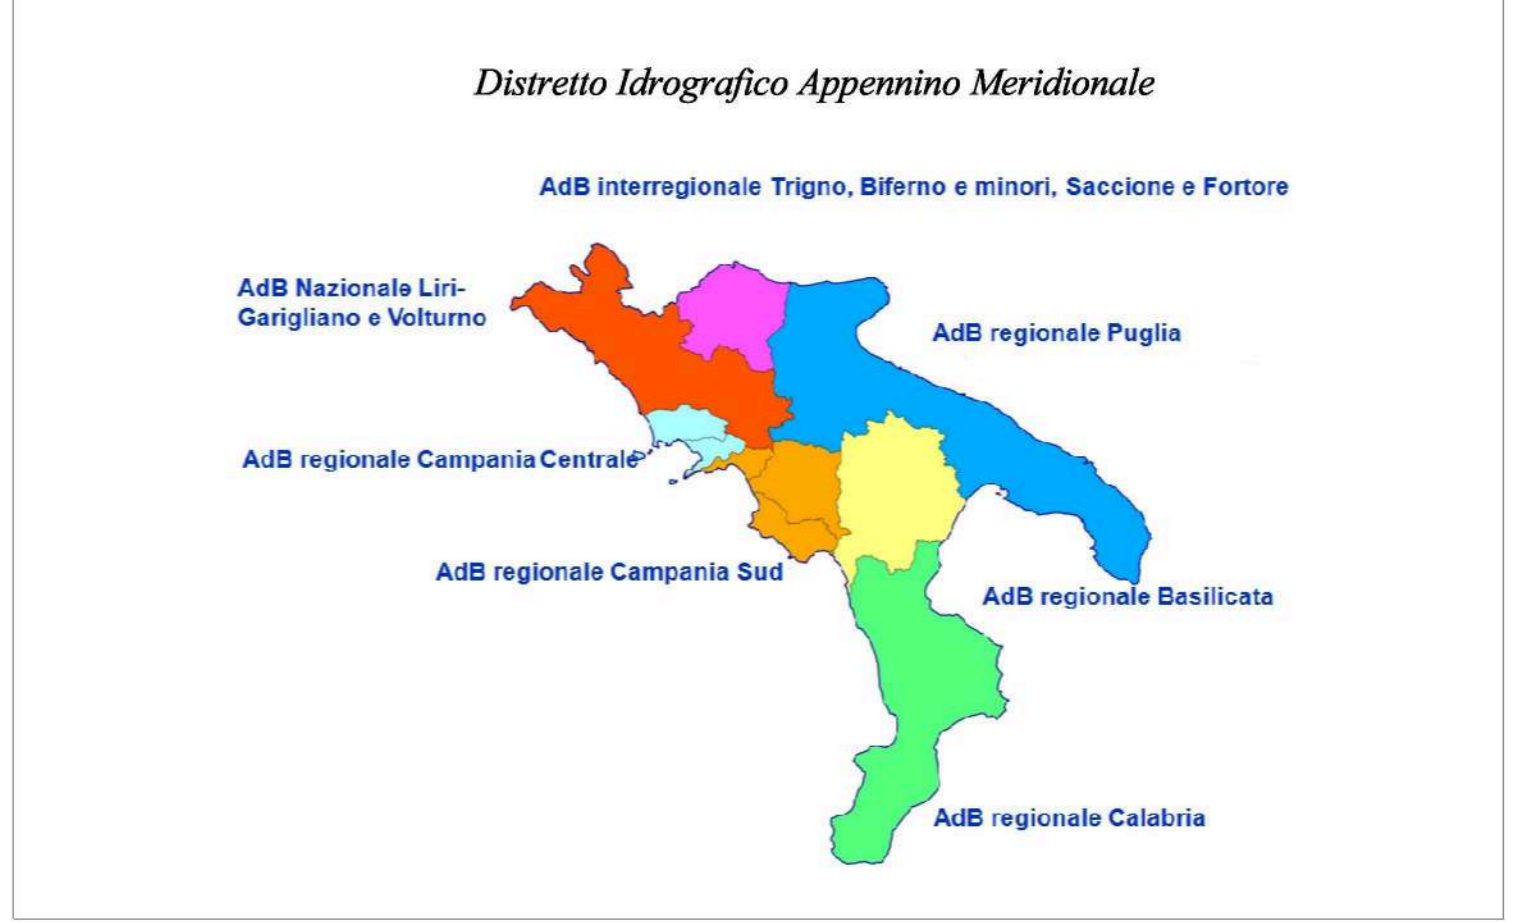 Distretto Idrografico Appennino Meridionale
AdB interregionale Trigno, Biferno e minori, Saccione e Fortore
AdB Nazionale Liri-
Garigliano e Volturno
AdB regionale Puglia
AdB regionale Campania Centrale
AdB regionale Campania Sud
AdB regionale Basilicata
AdB regionale Calabria